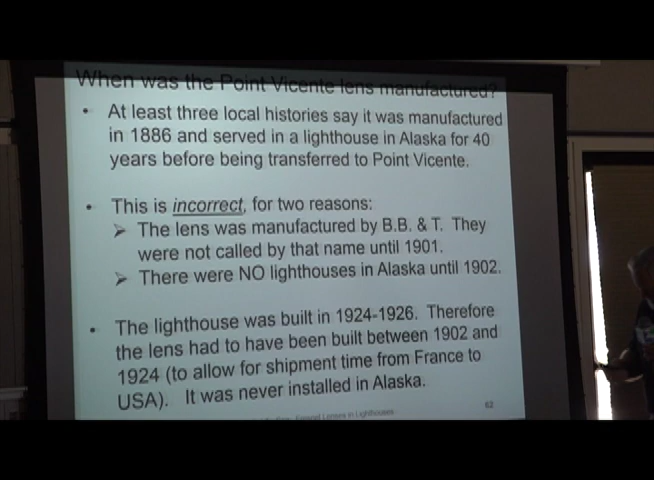 When was the Point Vicente lens manufactured?
• At least three local histories say it was manufactured
in 1886 and served in a lighthouse in Alaska for 40
years before being transferred to Point Vicente.
• This is incorrect, for two reasons:
➢ The lens was manufactured by B.B. & T. They
were not called by that name until 1901.
➢ There were NO lighthouses in Alaska until 1902.
• The lighthouse was built in 1924-1926. Therefore
the lens had to have been built between 1902 and
1924 (to allow for shipment time from France to
USA). It was never installed in Alaska.
Fresnel Lenses in Lighthouses
62